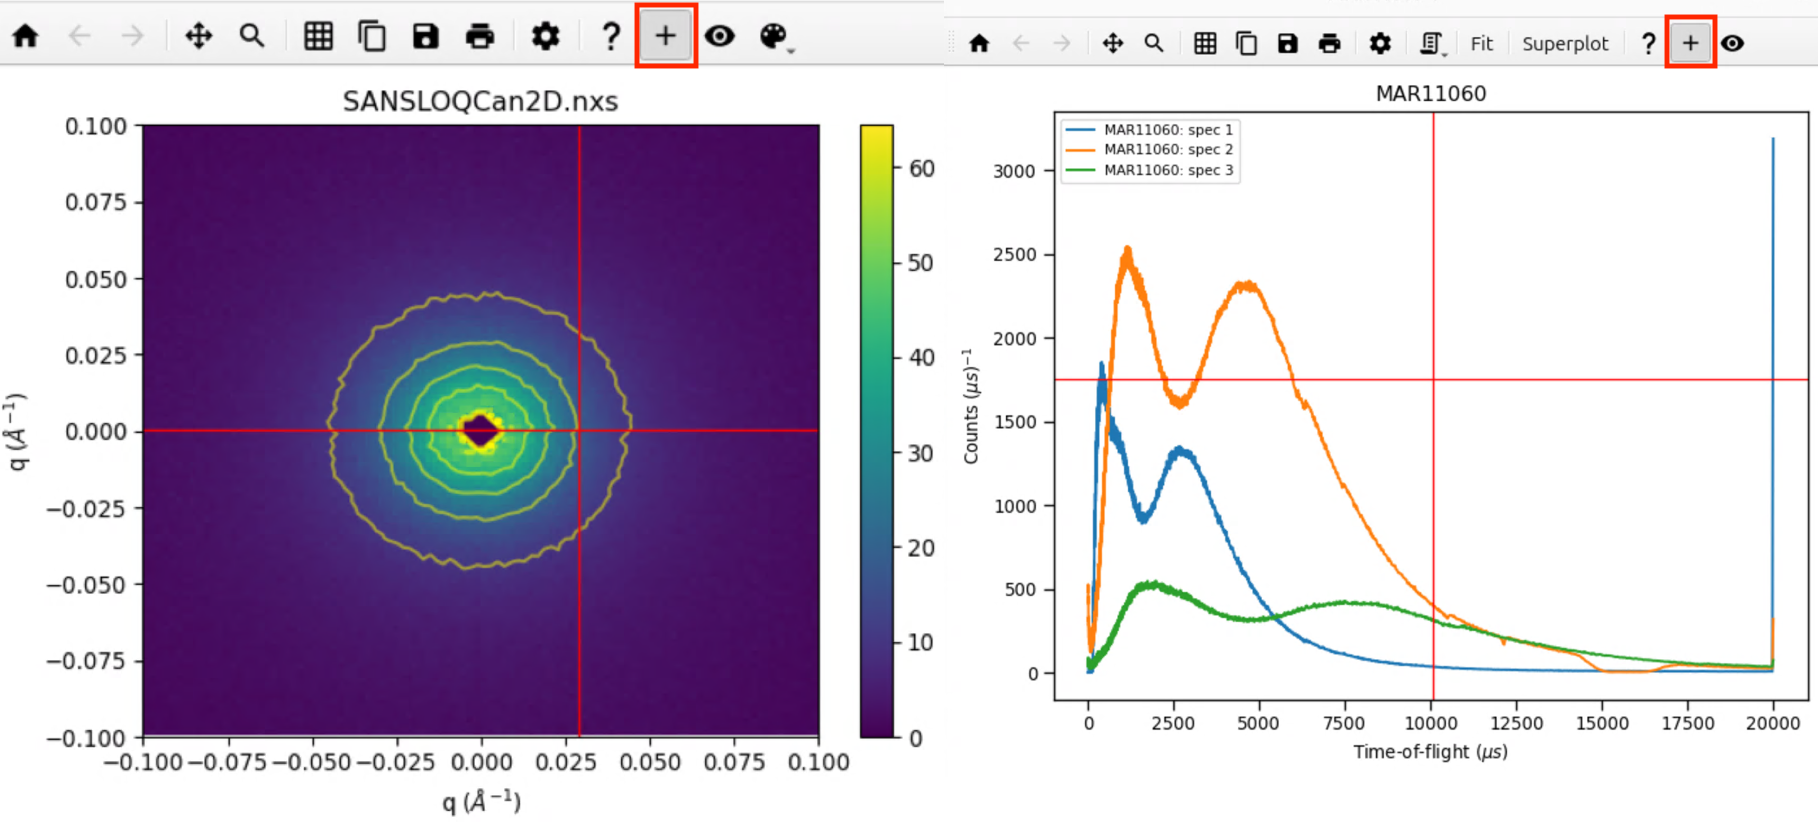 ?
+
SANSLOQCan2D.nxs
0.100
0.075
0.050
0.025
0.000
−0.025
−0.050
−0.075
−0.100
q (Å⁻¹)
−0.100 −0.075 −0.050 −0.025 0.000 0.025 0.050 0.075 0.100
q (Å⁻¹)
60
50
40
30
20
10
0
Fit Superplot ? +
MAR11060
MAR11060: spec 1
MAR11060: spec 2
MAR11060: spec 3
3000
2500
2000
1500
1000
500
0
Counts (μs)⁻¹
0 2500 5000 7500 10000 12500 15000 17500 20000
Time-of-flight (μs)